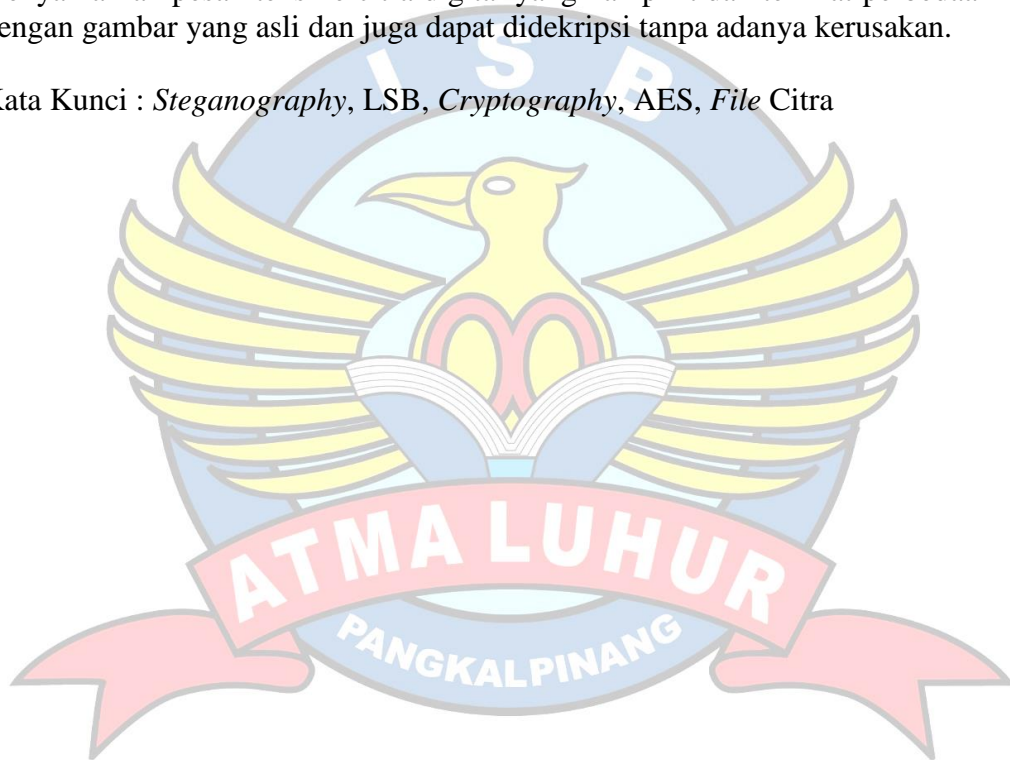 dengan gambar yang asli dan juga dapat didekripsi tanpa adanya kerusakan.
Kata Kunci : Steganography, LSB, Cryptography, AES, File Citra
I S B
ATMA LUHUR
PANGKALPINANG